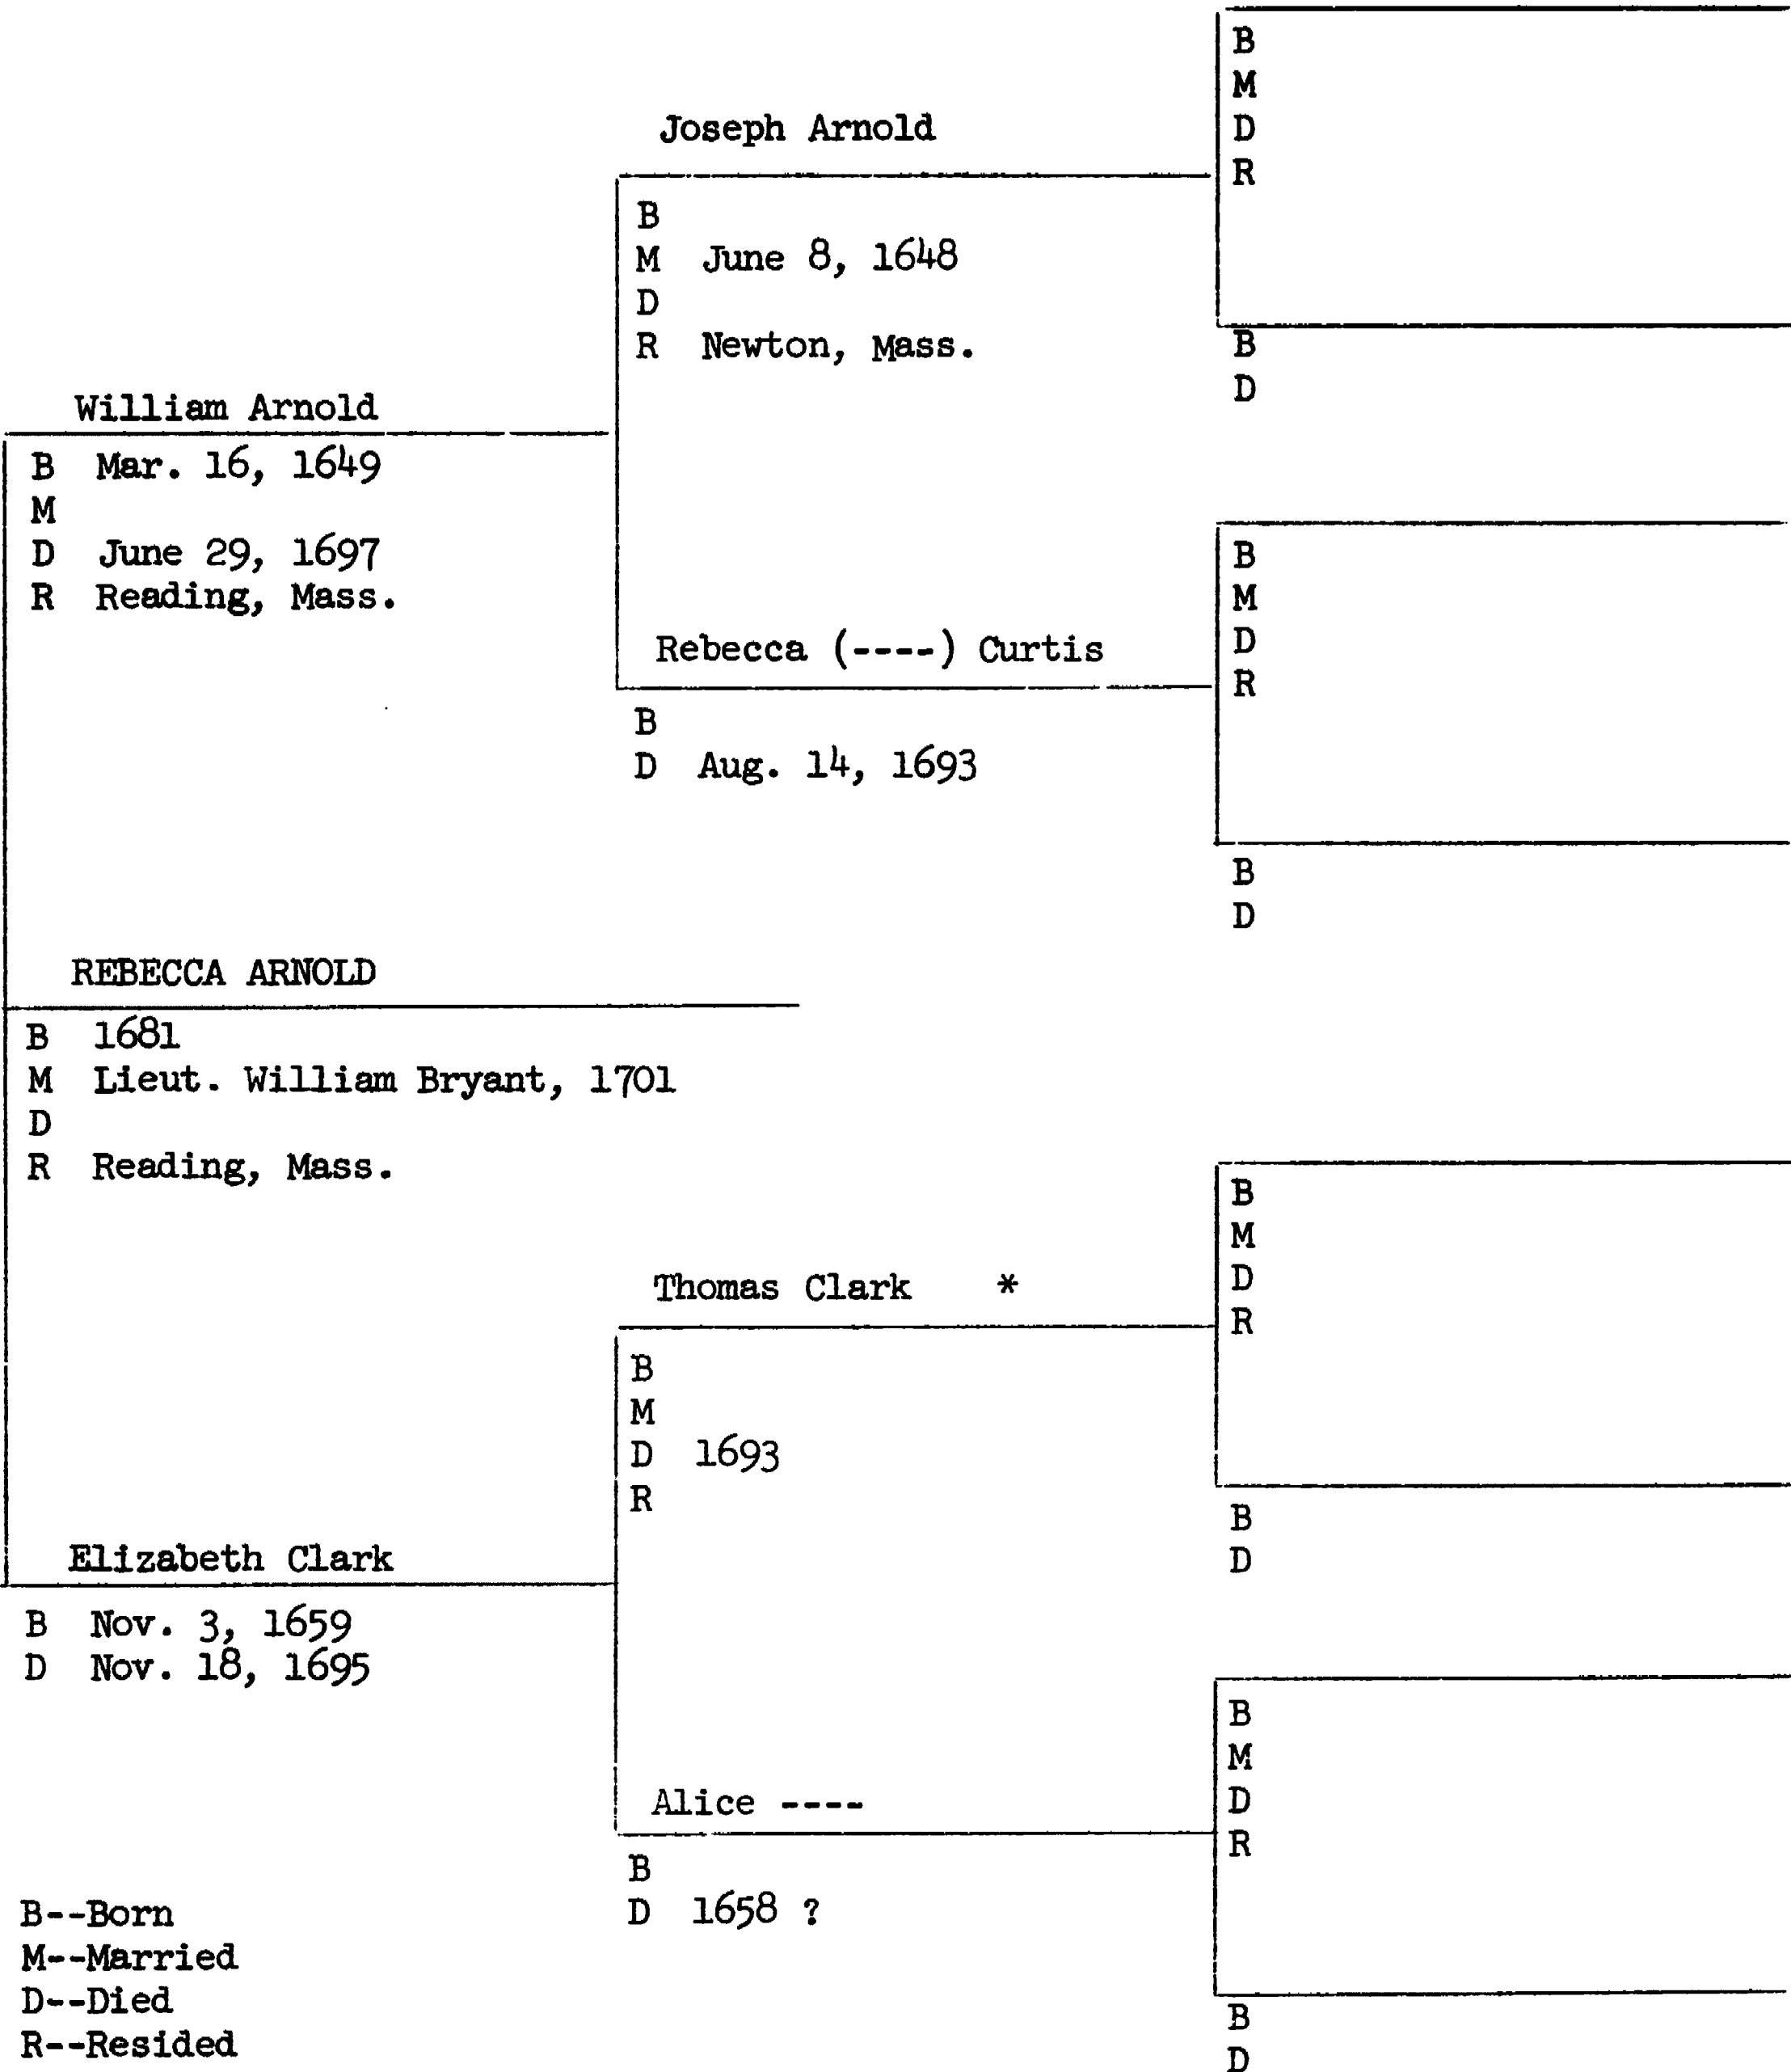 B
M
D
R
Joseph Arnold
B
M June 8, 1648
D
R Newton, Mass.
B
D
William Arnold
B Mar. 16, 1649
M
D June 29, 1697
R Reading, Mass.
B
M
D
R
Rebecca (----) Curtis
B
D Aug. 14, 1693
B
D
REBECCA ARNOLD
B 1681
M Lieut. William Bryant, 1701
D
R Reading, Mass.
B
M
D
R
Thomas Clark *
B
M
D 1693
R
B
D
Elizabeth Clark
B Nov. 3, 1659
D Nov. 18, 1695
B
M
D
R
Alice ----
B
D 1658 ?
B
D
B--Born
M--Married
D--Died
R--Resided